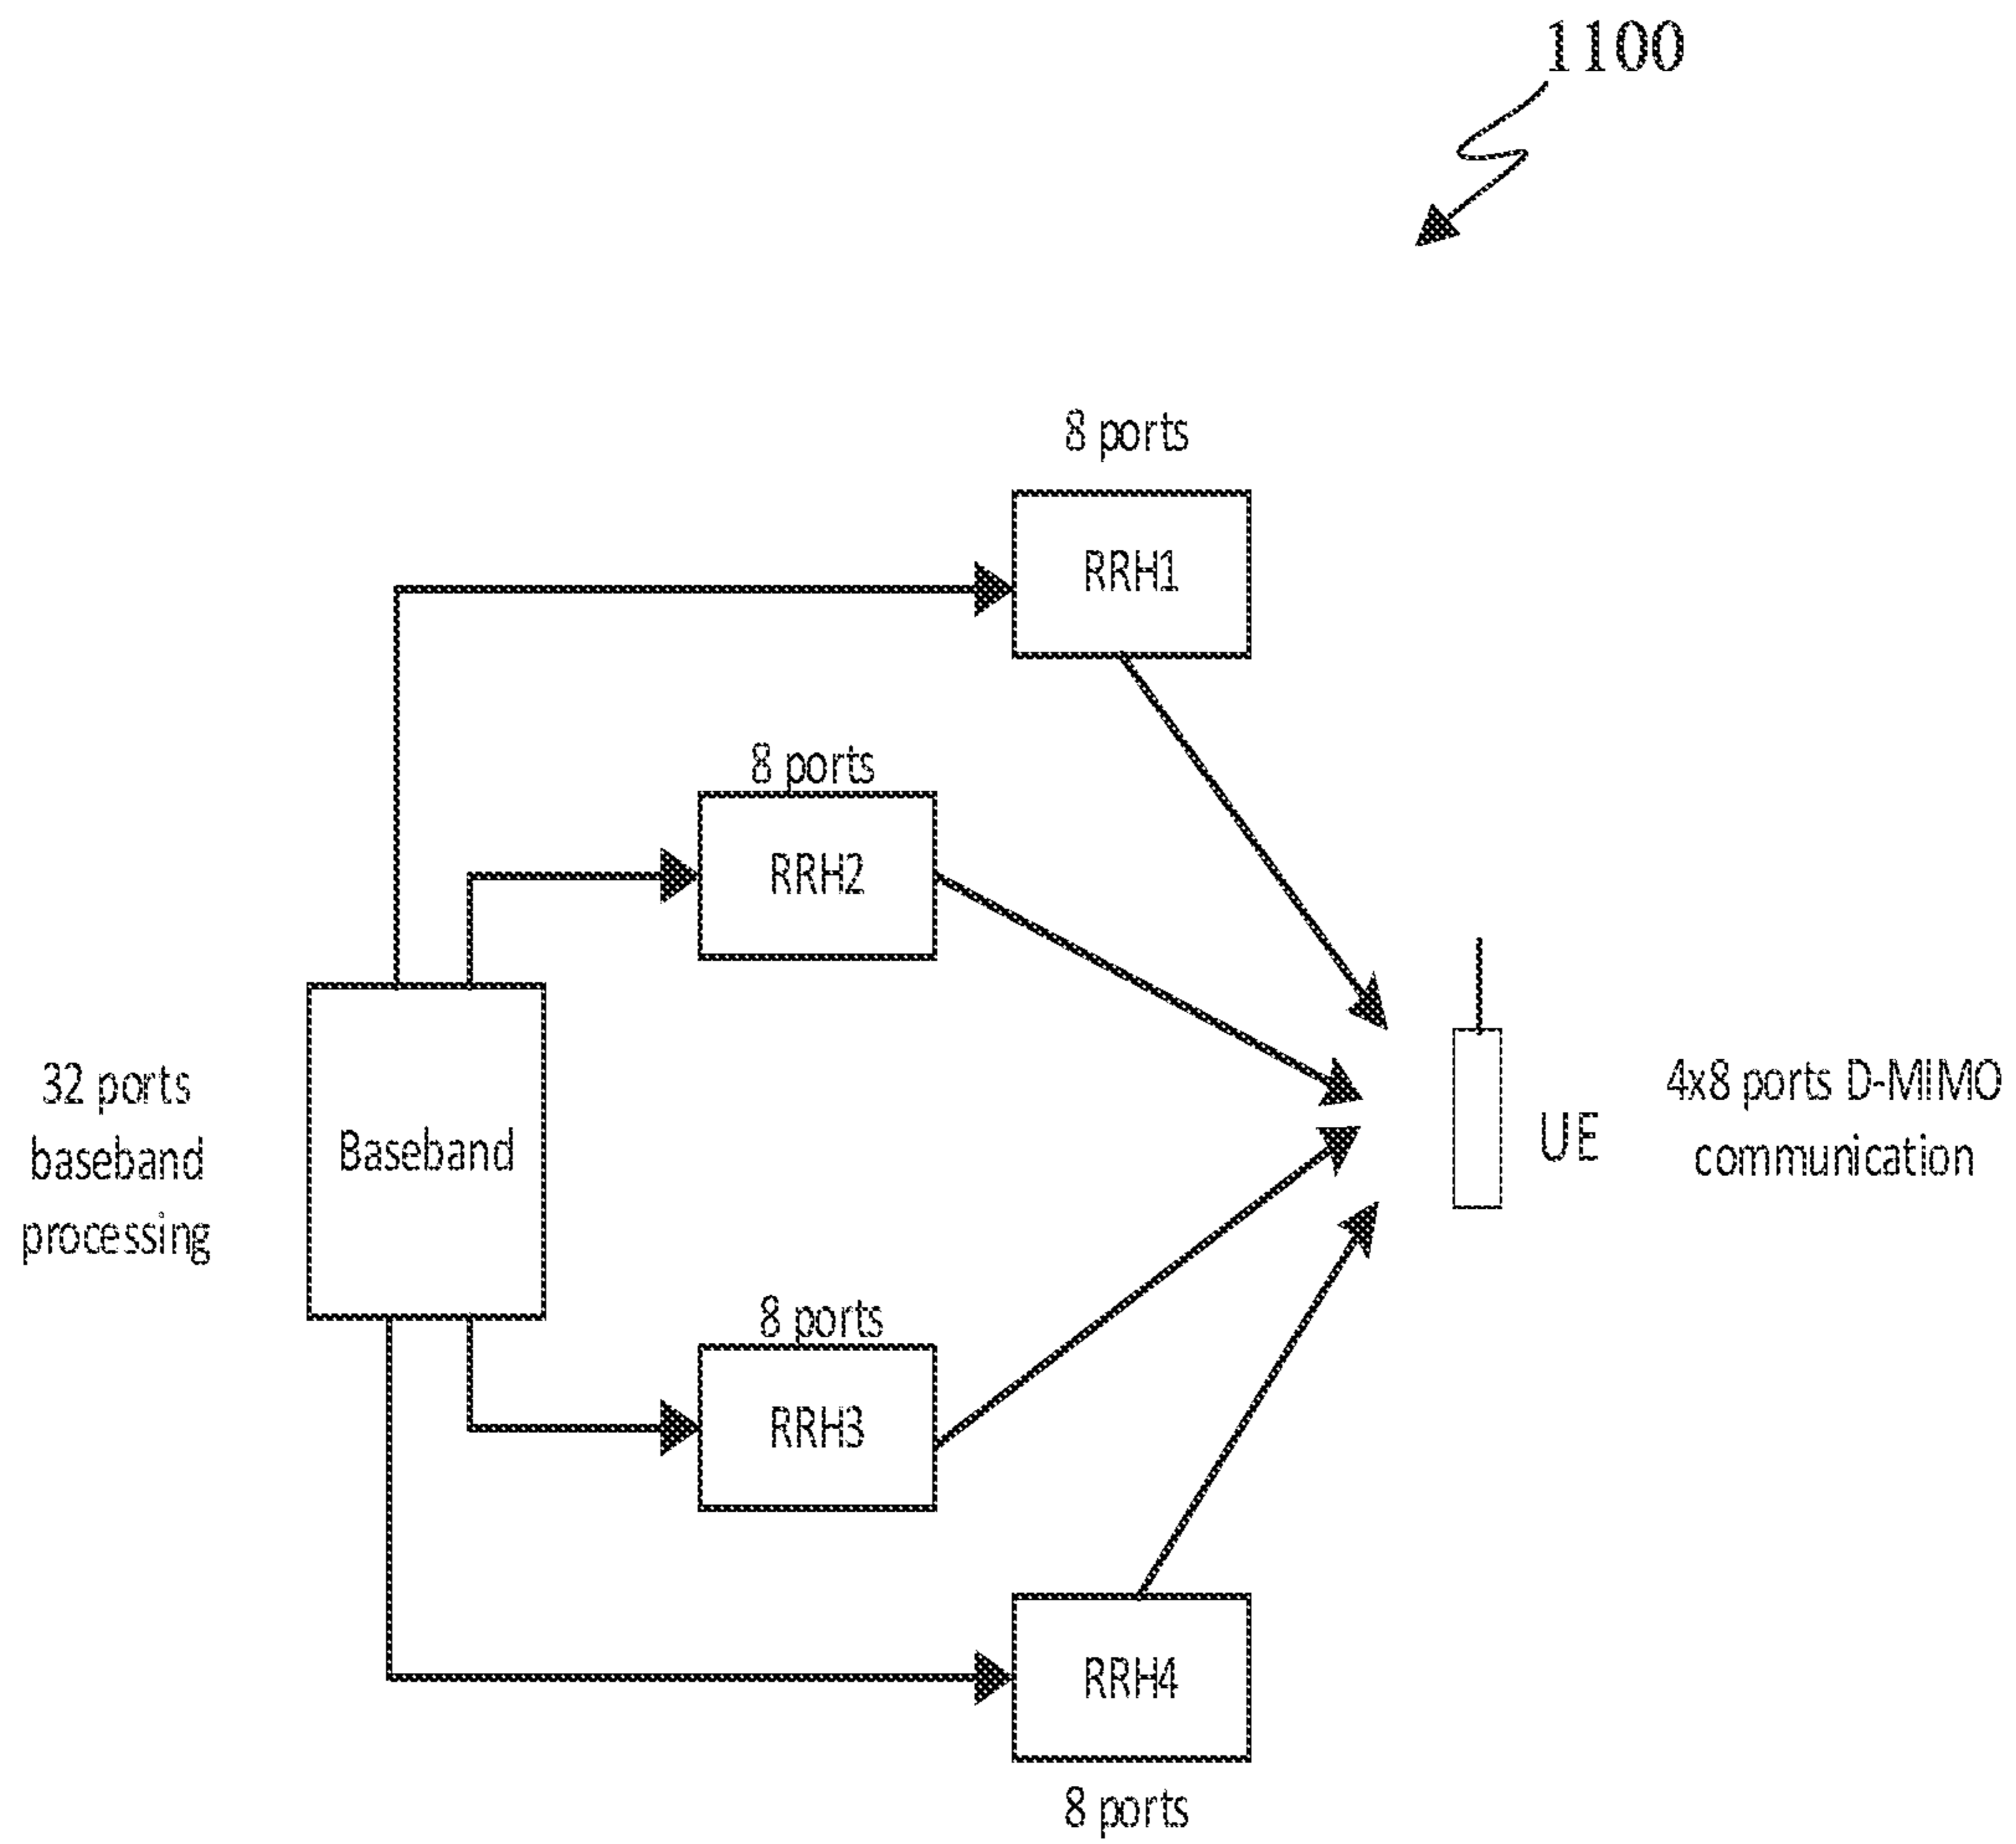 1100
8 ports
RRH1
8 ports
RRH2
32 ports
baseband
processing
Baseband
UE
4x8 ports D-MIMO
communication
8 ports
RRH3
RRH4
8 ports